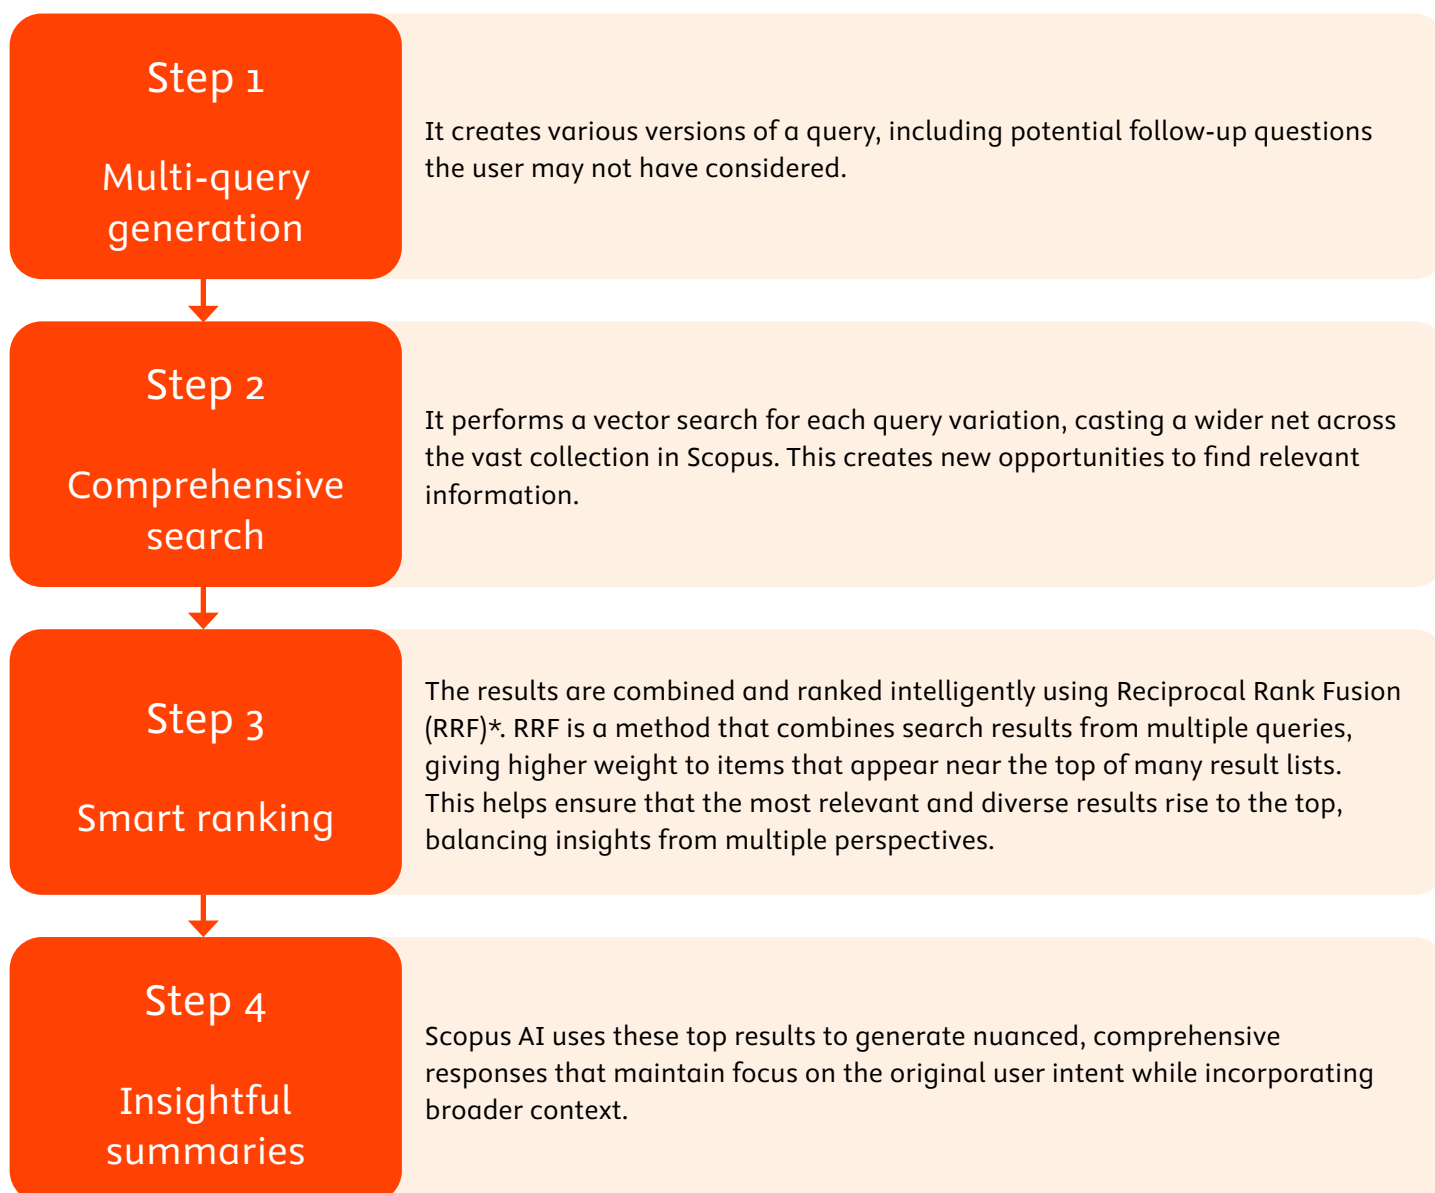 Step 1
Multi-query
generation
It creates various versions of a query, including potential follow-up questions
the user may not have considered.
Step 2
Comprehensive
search
It performs a vector search for each query variation, casting a wider net across
the vast collection in Scopus. This creates new opportunities to find relevant
information.
Step 3
Smart ranking
The results are combined and ranked intelligently using Reciprocal Rank Fusion
(RRF)*. RRF is a method that combines search results from multiple queries,
giving higher weight to items that appear near the top of many result lists.
This helps ensure that the most relevant and diverse results rise to the top,
balancing insights from multiple perspectives.
Step 4
Insightful
summaries
Scopus AI uses these top results to generate nuanced, comprehensive
responses that maintain focus on the original user intent while incorporating
broader context.